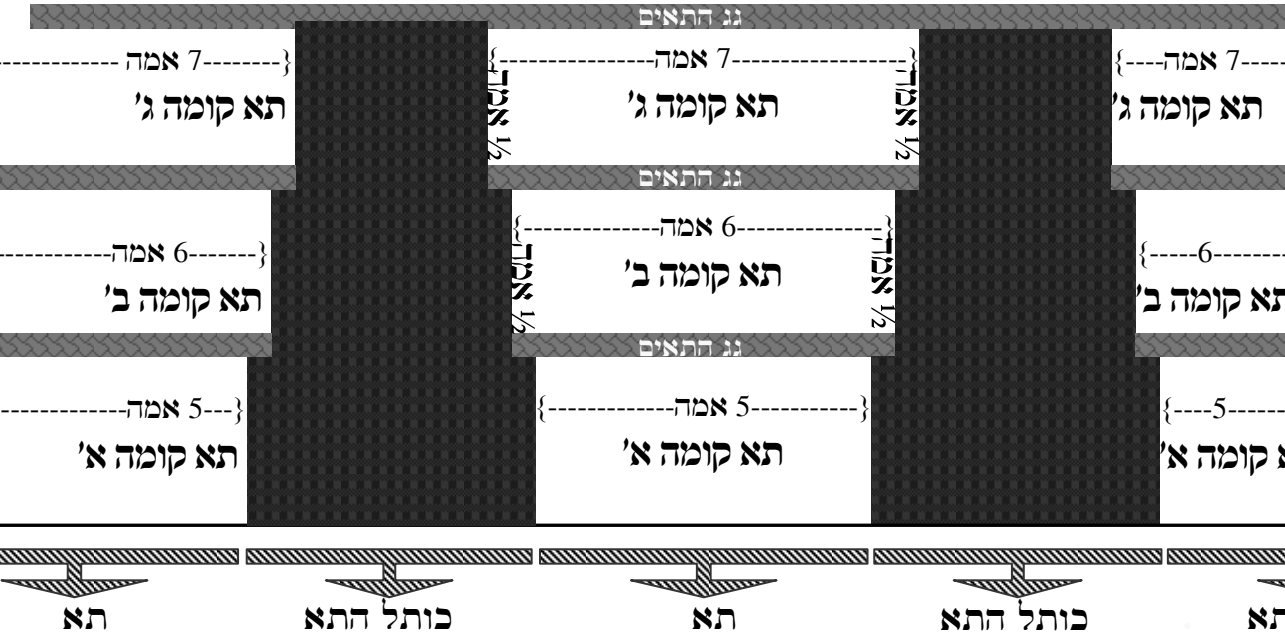 גג התאים
7 אמה
7 אמה
7 אמה
½ אמה
½ אמה
תא קומה ג'
תא קומה ג'
תא קומה ג'
גג התאים
6
6 אמה
6 אמה
½ אמה
½ אמה
תא קומה ב'
תא קומה ב'
תא קומה ב'
גג התאים
5
5 אמה
5 אמה
תא קומה א'
תא קומה א'
קומה א'
תא
כותל התא
תא
כותל התא
תא